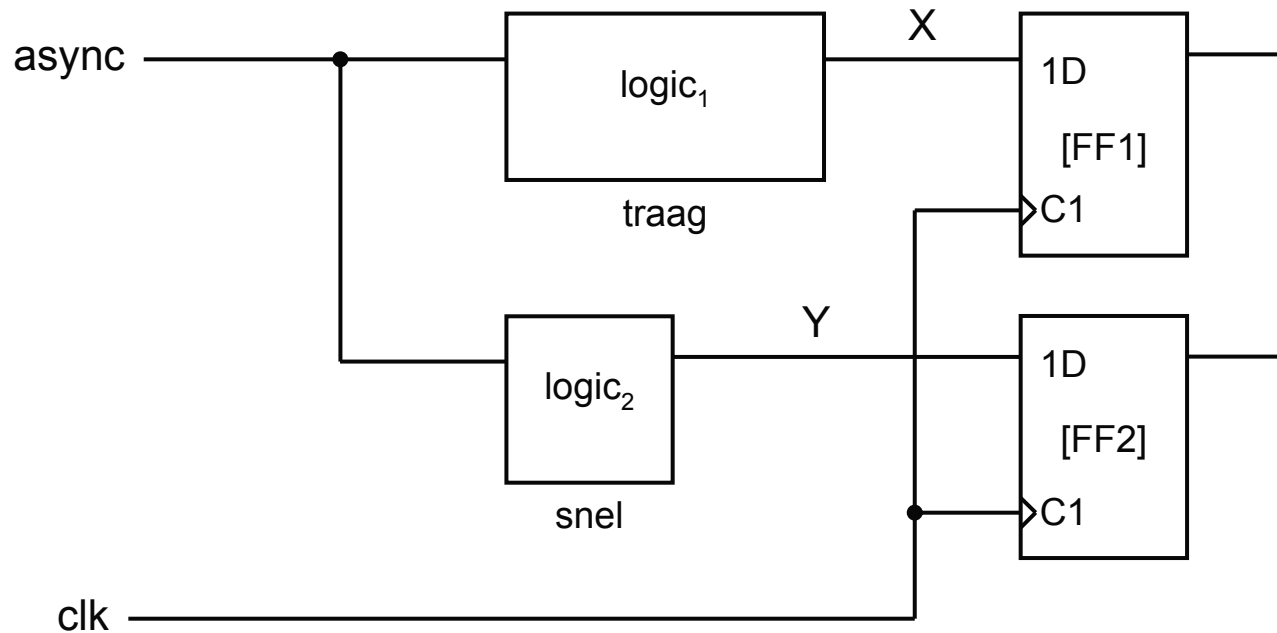 X
async
logic₁
1D
[FF1]
C1
traag
Y
logic₂
1D
[FF2]
C1
snel
clk